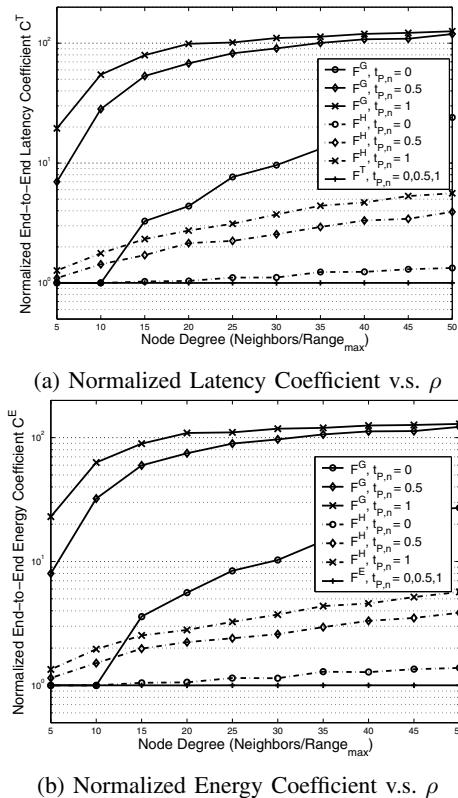 Normalized End−to−End Latency Coefficient C^T
10^2
10^1
10^0
F^G, t_P,n = 0
F^G, t_P,n = 0.5
F^G, t_P,n = 1
F^H, t_P,n = 0
F^H, t_P,n = 0.5
F^H, t_P,n = 1
F^T, t_P,n = 0,0.5,1
5 10 15 20 25 30 35 40 45 50
Node Degree (Neighbors/Range_max)
(a) Normalized Latency Coefficient v.s. ρ
Normalized End−to−End Energy Coefficient C^E
10^2
10^1
10^0
F^G, t_P,n = 0
F^G, t_P,n = 0.5
F^G, t_P,n = 1
F^H, t_P,n = 0
F^H, t_P,n = 0.5
F^H, t_P,n = 1
F^E, t_P,n = 0,0.5,1
5 10 15 20 25 30 35 40 45
Node Degree (Neighbors/Range_max)
(b) Normalized Energy Coefficient v.s. ρ